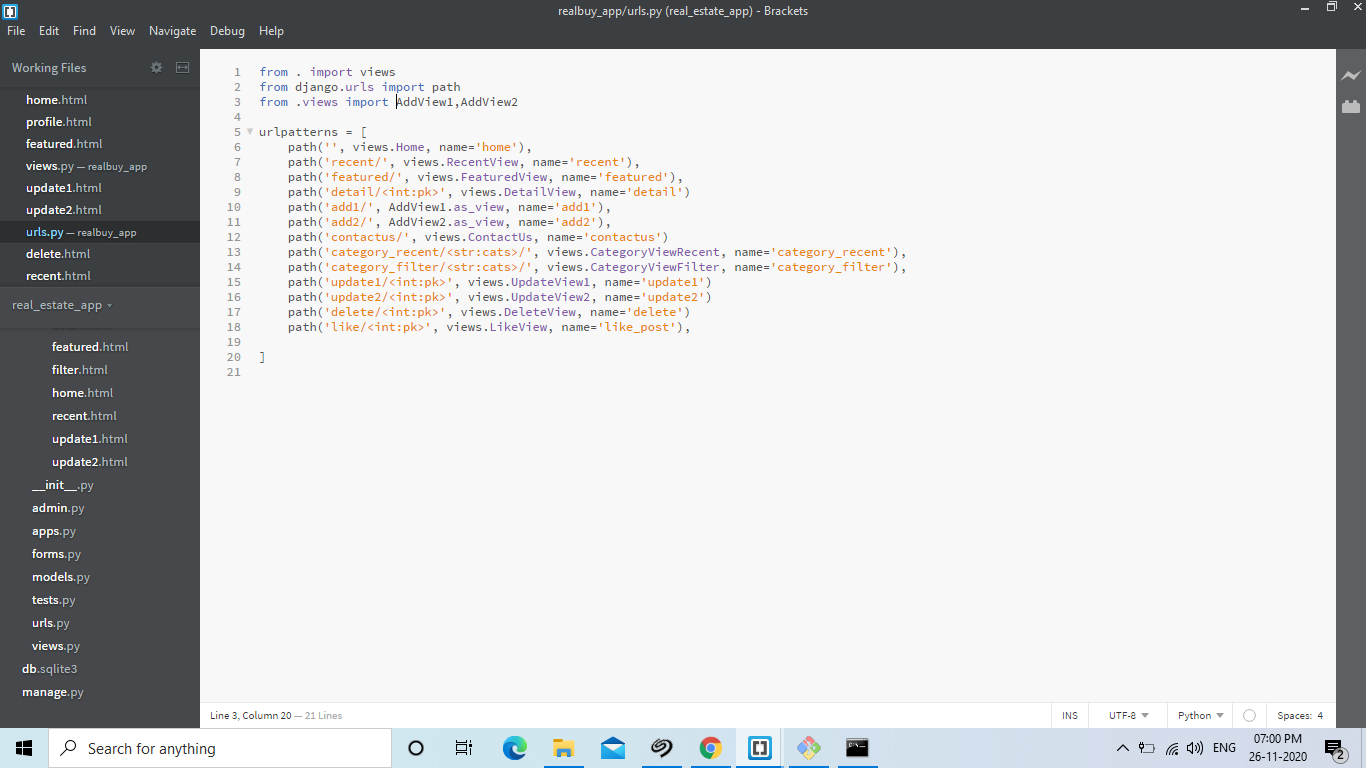 realbuy_app/urls.py (real_estate_app) - Brackets
File Edit Find View Navigate Debug Help
Working Files
home.html
profile.html
featured.html
views.py — realbuy_app
update1.html
update2.html
urls.py — realbuy_app
delete.html
recent.html
real_estate_app
featured.html
filter.html
home.html
recent.html
update1.html
update2.html
__init__.py
admin.py
apps.py
forms.py
models.py
tests.py
urls.py
views.py
db.sqlite3
manage.py
1 from . import views
2 from django.urls import path
3 from .views import AddView1,AddView2
4
5 urlpatterns = [
6 path('', views.Home, name='home'),
7 path('recent/', views.RecentView, name='recent'),
8 path('featured/', views.FeaturedView, name='featured'),
9 path('detail/<int:pk>', views.DetailView, name='detail')
10 path('add1/', AddView1.as_view, name='add1'),
11 path('add2/', AddView2.as_view, name='add2'),
12 path('contactus/', views.ContactUs, name='contactus')
13 path('category_recent/<str:cats>/', views.CategoryViewRecent, name='category_recent'),
14 path('category_filter/<str:cats>/', views.CategoryViewFilter, name='category_filter'),
15 path('update1/<int:pk>', views.UpdateView1, name='update1')
16 path('update2/<int:pk>', views.UpdateView2, name='update2')
17 path('delete/<int:pk>', views.DeleteView, name='delete')
18 path('like/<int:pk>', views.LikeView, name='like_post'),
19
20 ]
21
Line 3, Column 20 — 21 Lines
INS UTF-8 Python Spaces: 4
Search for anything
ENG
07:00 PM
26-11-2020
2